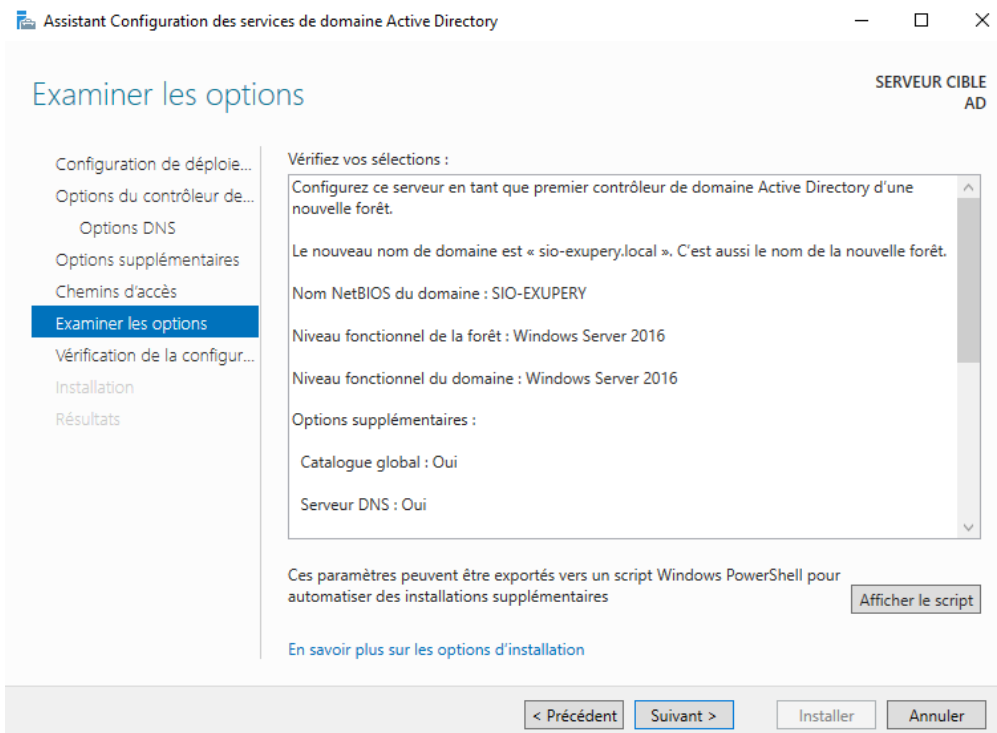 Assistant Configuration des services de domaine Active Directory
Examiner les options
SERVEUR CIBLE
AD
Configuration de déploie...
Options du contrôleur de...
Options DNS
Options supplémentaires
Chemins d'accès
Examiner les options
Vérification de la configur...
Installation
Résultats
Vérifiez vos sélections :
Configurez ce serveur en tant que premier contrôleur de domaine Active Directory d'une
nouvelle forêt.
Le nouveau nom de domaine est « sio-exupery.local ». C'est aussi le nom de la nouvelle forêt.
Nom NetBIOS du domaine : SIO-EXUPERY
Niveau fonctionnel de la forêt : Windows Server 2016
Niveau fonctionnel du domaine : Windows Server 2016
Options supplémentaires :
Catalogue global : Oui
Serveur DNS : Oui
Ces paramètres peuvent être exportés vers un script Windows PowerShell pour
automatiser des installations supplémentaires
Afficher le script
En savoir plus sur les options d'installation
< Précédent
Suivant >
Installer
Annuler